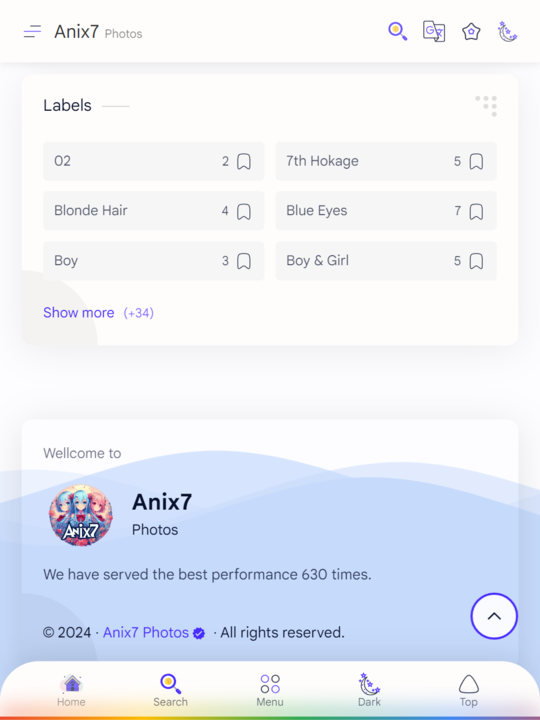 Anix7 Photos
Labels
02 2 7th Hokage 5
Blonde Hair 4 Blue Eyes 7
Boy 3 Boy & Girl 5
Show more (+34)
Wellcome to
Anix7
Anix7
Photos
We have served the best performance 630 times.
© 2024 · Anix7 Photos · All rights reserved.
Home Search Menu Dark Top